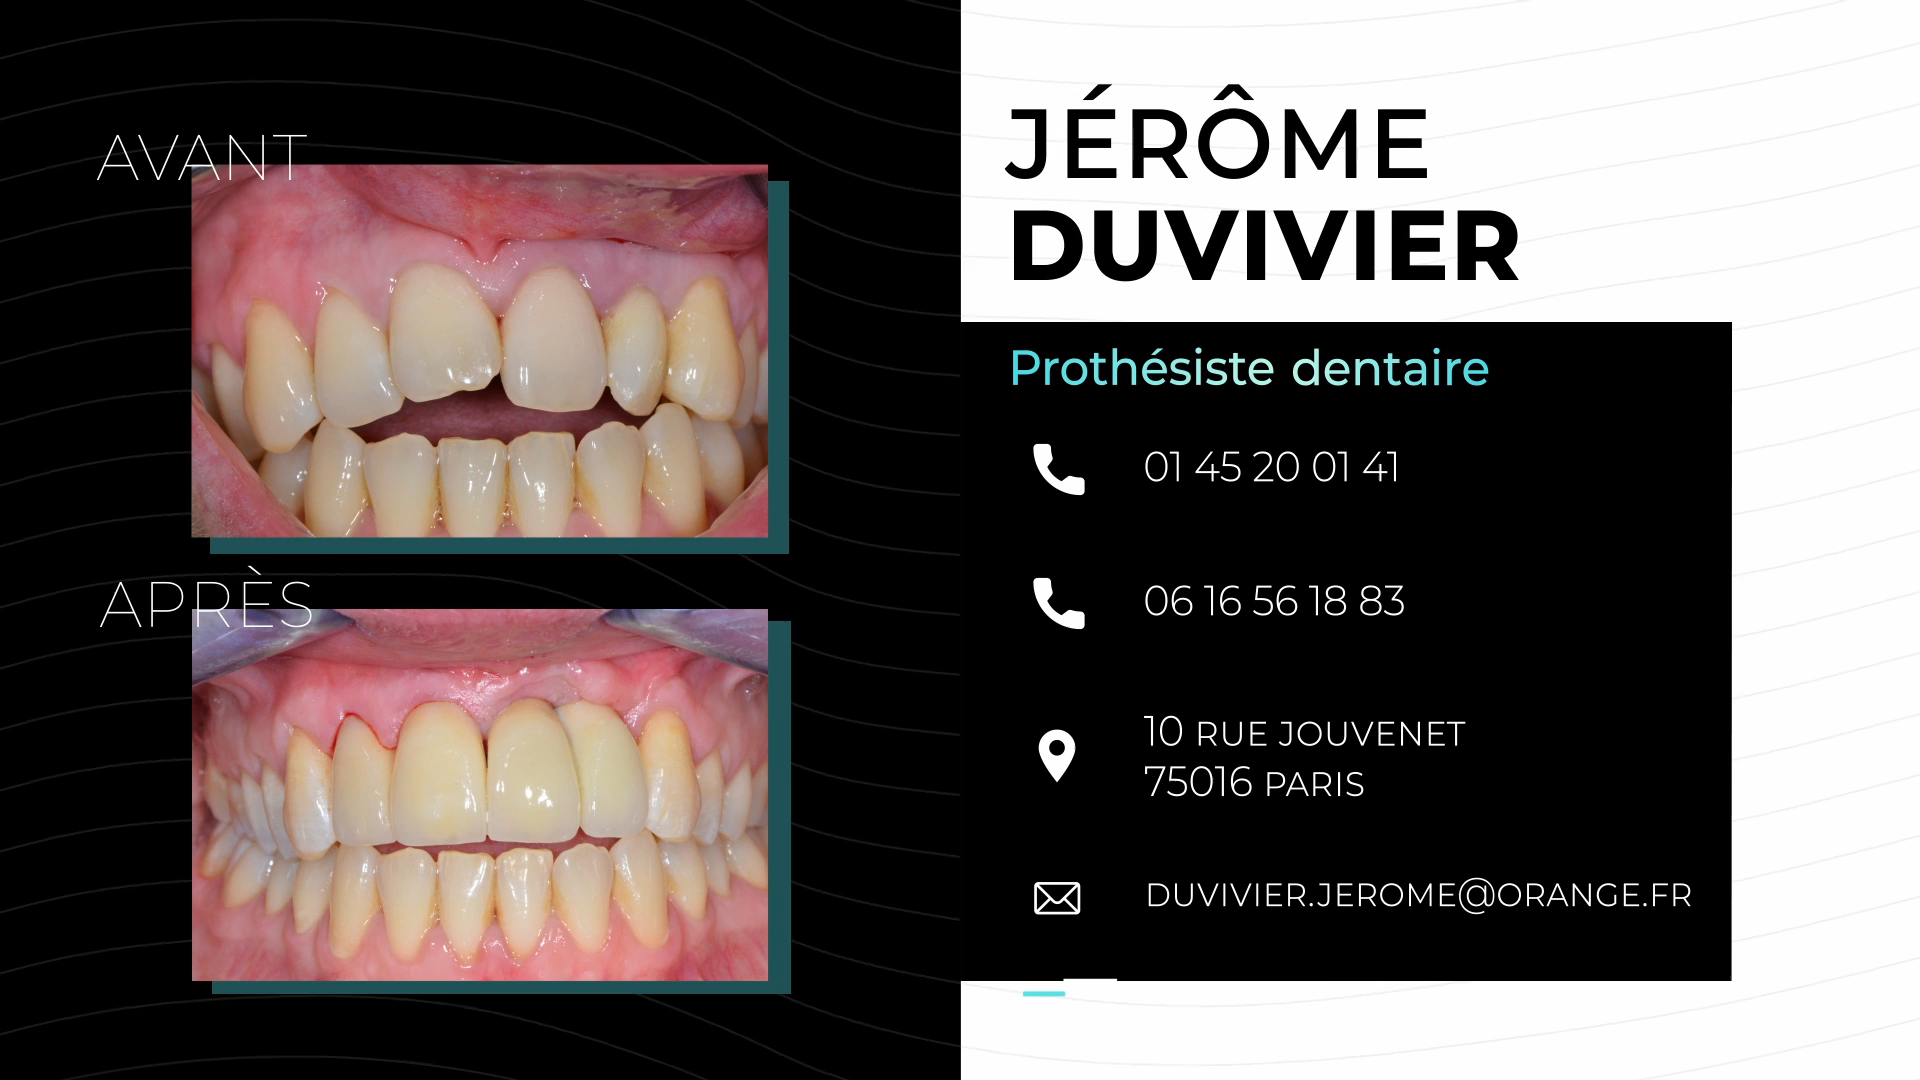 AVANT
APRÈS
JÉRÔME
DUVIVIER
Prothésiste dentaire
01 45 20 01 41
06 16 56 18 83
10 RUE JOUVENET
75016 PARIS
DUVIVIER.JEROME@ORANGE.FR